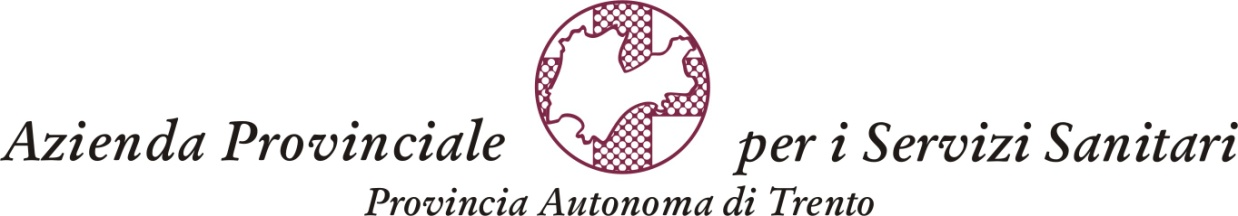 Azienda Provinciale per i Servizi Sanitari
Provincia Autonoma di Trento